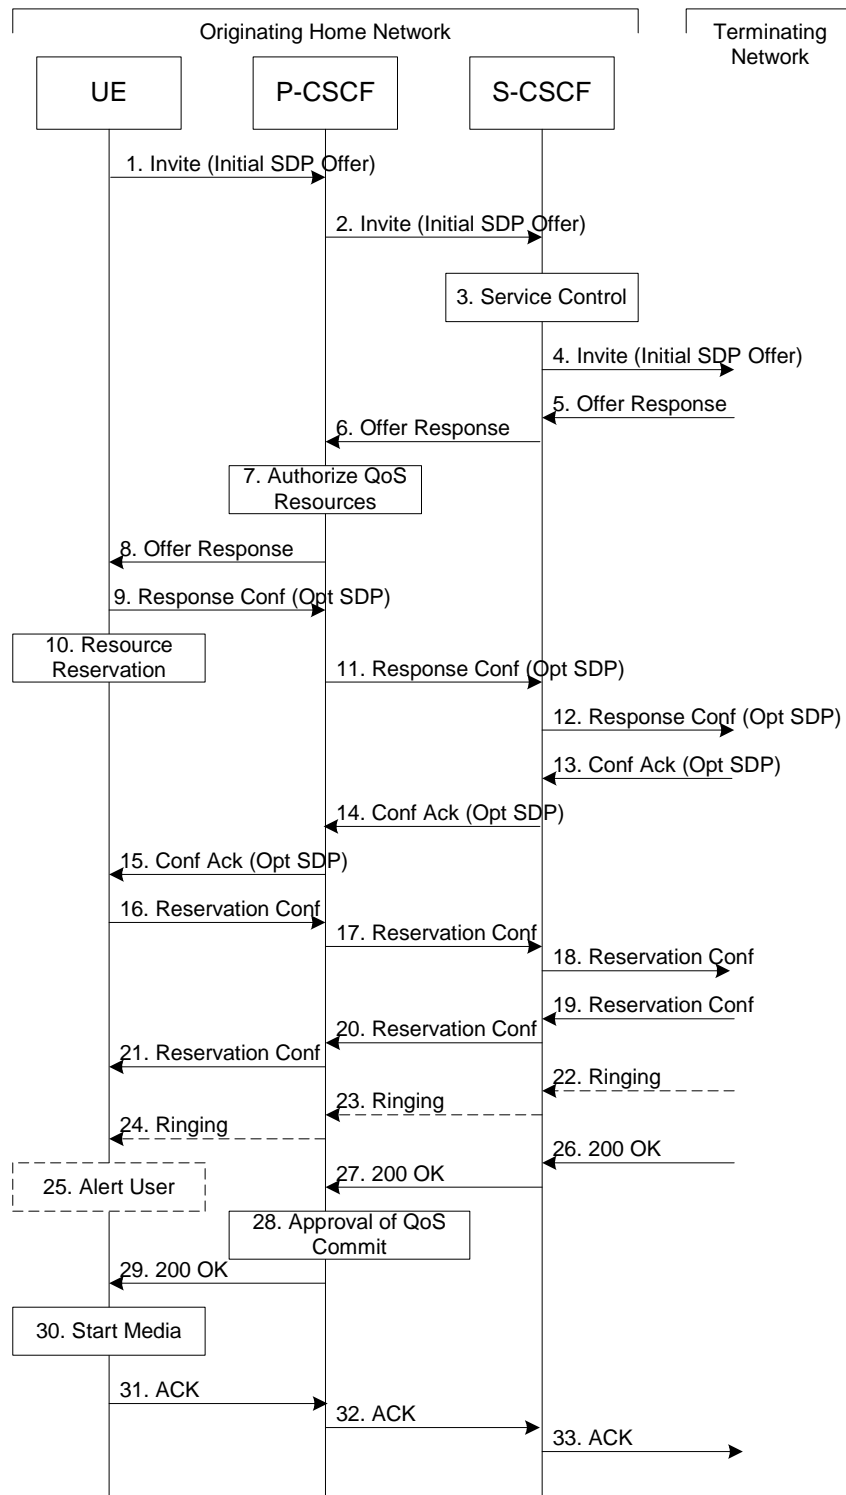 Originating Home Network
Terminating
Network
UE
P-CSCF
S-CSCF
1. Invite (Initial SDP Offer)
2. Invite (Initial SDP Offer)
3. Service Control
4. Invite (Initial SDP Offer)
5. Offer Response
6. Offer Response
7. Authorize QoS
Resources
8. Offer Response
9. Response Conf (Opt SDP)
10. Resource
Reservation
11. Response Conf (Opt SDP)
12. Response Conf (Opt SDP)
13. Conf Ack (Opt SDP)
14. Conf Ack (Opt SDP)
15. Conf Ack (Opt SDP)
16. Reservation Conf
17. Reservation Conf
18. Reservation Conf
19. Reservation Conf
20. Reservation Conf
21. Reservation Conf
22. Ringing
23. Ringing
24. Ringing
25. Alert User
26. 200 OK
27. 200 OK
28. Approval of QoS
Commit
29. 200 OK
30. Start Media
31. ACK
32. ACK
33. ACK